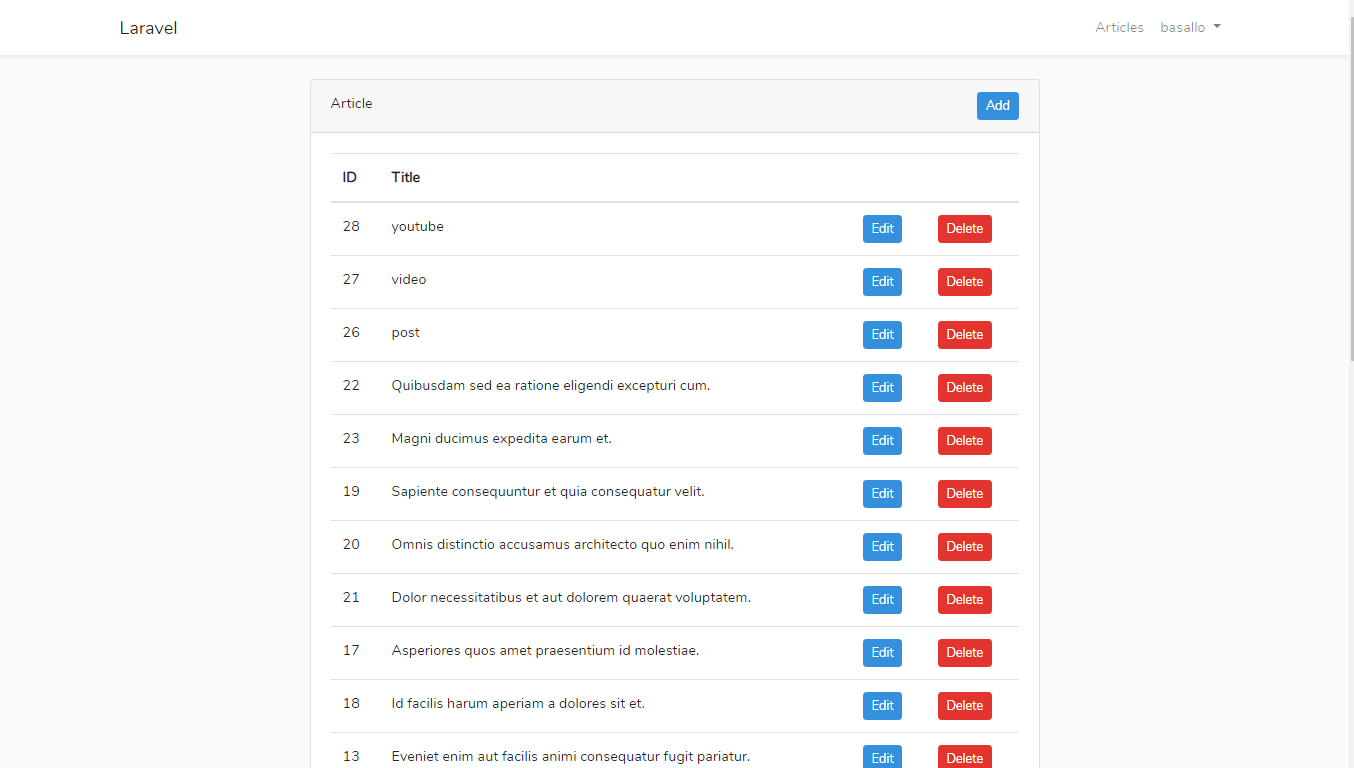 Laravel Articles basallo
Article Add
ID Title
28 youtube Edit Delete
27 video Edit Delete
26 post Edit Delete
22 Quibusdam sed ea ratione eligendi excepturi cum. Edit Delete
23 Magni ducimus expedita earum et. Edit Delete
19 Sapiente consequuntur et quia consequatur velit. Edit Delete
20 Omnis distinctio accusamus architecto quo enim nihil. Edit Delete
21 Dolor necessitatibus et aut dolorem quaerat voluptatem. Edit Delete
17 Asperiores quos amet praesentium id molestiae. Edit Delete
18 Id facilis harum aperiam a dolores sit et. Edit Delete
13 Eveniet enim aut facilis animi consequatur fugit pariatur. Edit Delete